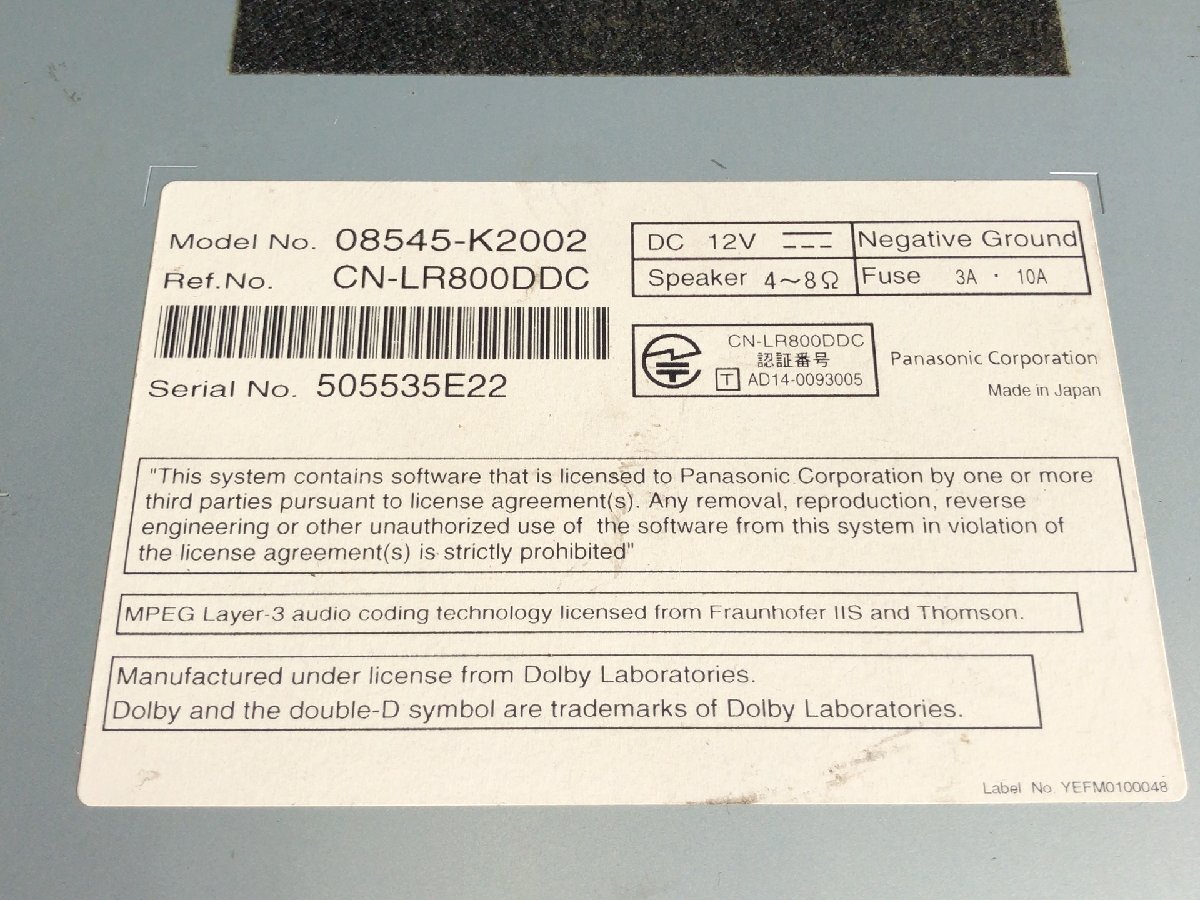 Model No. 08545-K2002
Ref.No. CN-LR800DDC
Serial No. 505535E22
DC 12V
Negative Ground
Speaker 4~8Ω
Fuse 3A · 10A
CN-LR800DDC
認証番号
T AD14-0093005
Panasonic Corporation
Made in Japan
"This system contains software that is licensed to Panasonic Corporation by one or more
third parties pursuant to license agreement(s). Any removal, reproduction, reverse
engineering or other unauthorized use of the software from this system in violation of
the license agreement(s) is strictly prohibited"
MPEG Layer-3 audio coding technology licensed from Fraunhofer IIS and Thomson.
Manufactured under license from Dolby Laboratories.
Dolby and the double-D symbol are trademarks of Dolby Laboratories.
Label No YEFM0100048